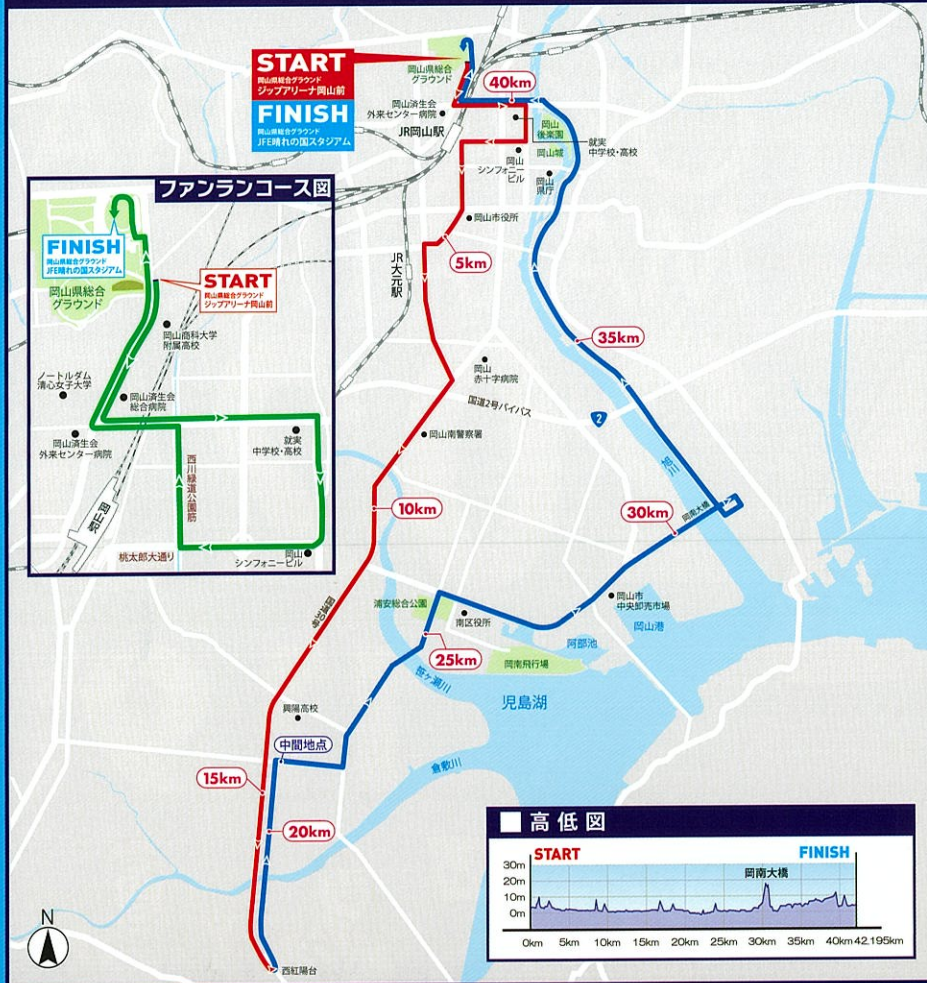 START
岡山県総合グラウンド
ジップアリーナ岡山前
FINISH
岡山県総合グラウンド
JFE晴れの国スタジアム
岡山県総合
グラウンド
40km
岡山済生会
外来センター病院
JR岡山駅
岡山
後楽園
就実
中学校・高校
岡山城
岡山
シンフォニー
ビル
岡山
県庁
岡山市役所
5km
JR大元駅
35km
岡山
赤十字病院
国道2号バイパス
2
岡山南警察署
旭川
10km
30km
岡南大橋
岡山市
中央卸売市場
浦安総合公園
南区役所
岡山港
阿部池
25km
岡南飛行場
笹ヶ瀬川
児島湖
興陽高校
中間地点
倉敷川
15km
20km
西紅陽台
N
ファンランコース図
FINISH
岡山県総合グラウンド
JFE晴れの国スタジアム
START
岡山県総合グラウンド
ジップアリーナ岡山前
岡山県総合
グラウンド
岡山商科大学
附属高校
ノートルダム
清心女子大学
岡山済生会
総合病院
岡山済生会
外来センター病院
就実
中学校・高校
西川緑道公園筋
岡山駅
桃太郎大通り
岡山
シンフォニービル
高低図
START
FINISH
岡南大橋
30m
20m
10m
0m
0km 5km 10km 15km 20km 25km 30km 35km 40km 42.195km